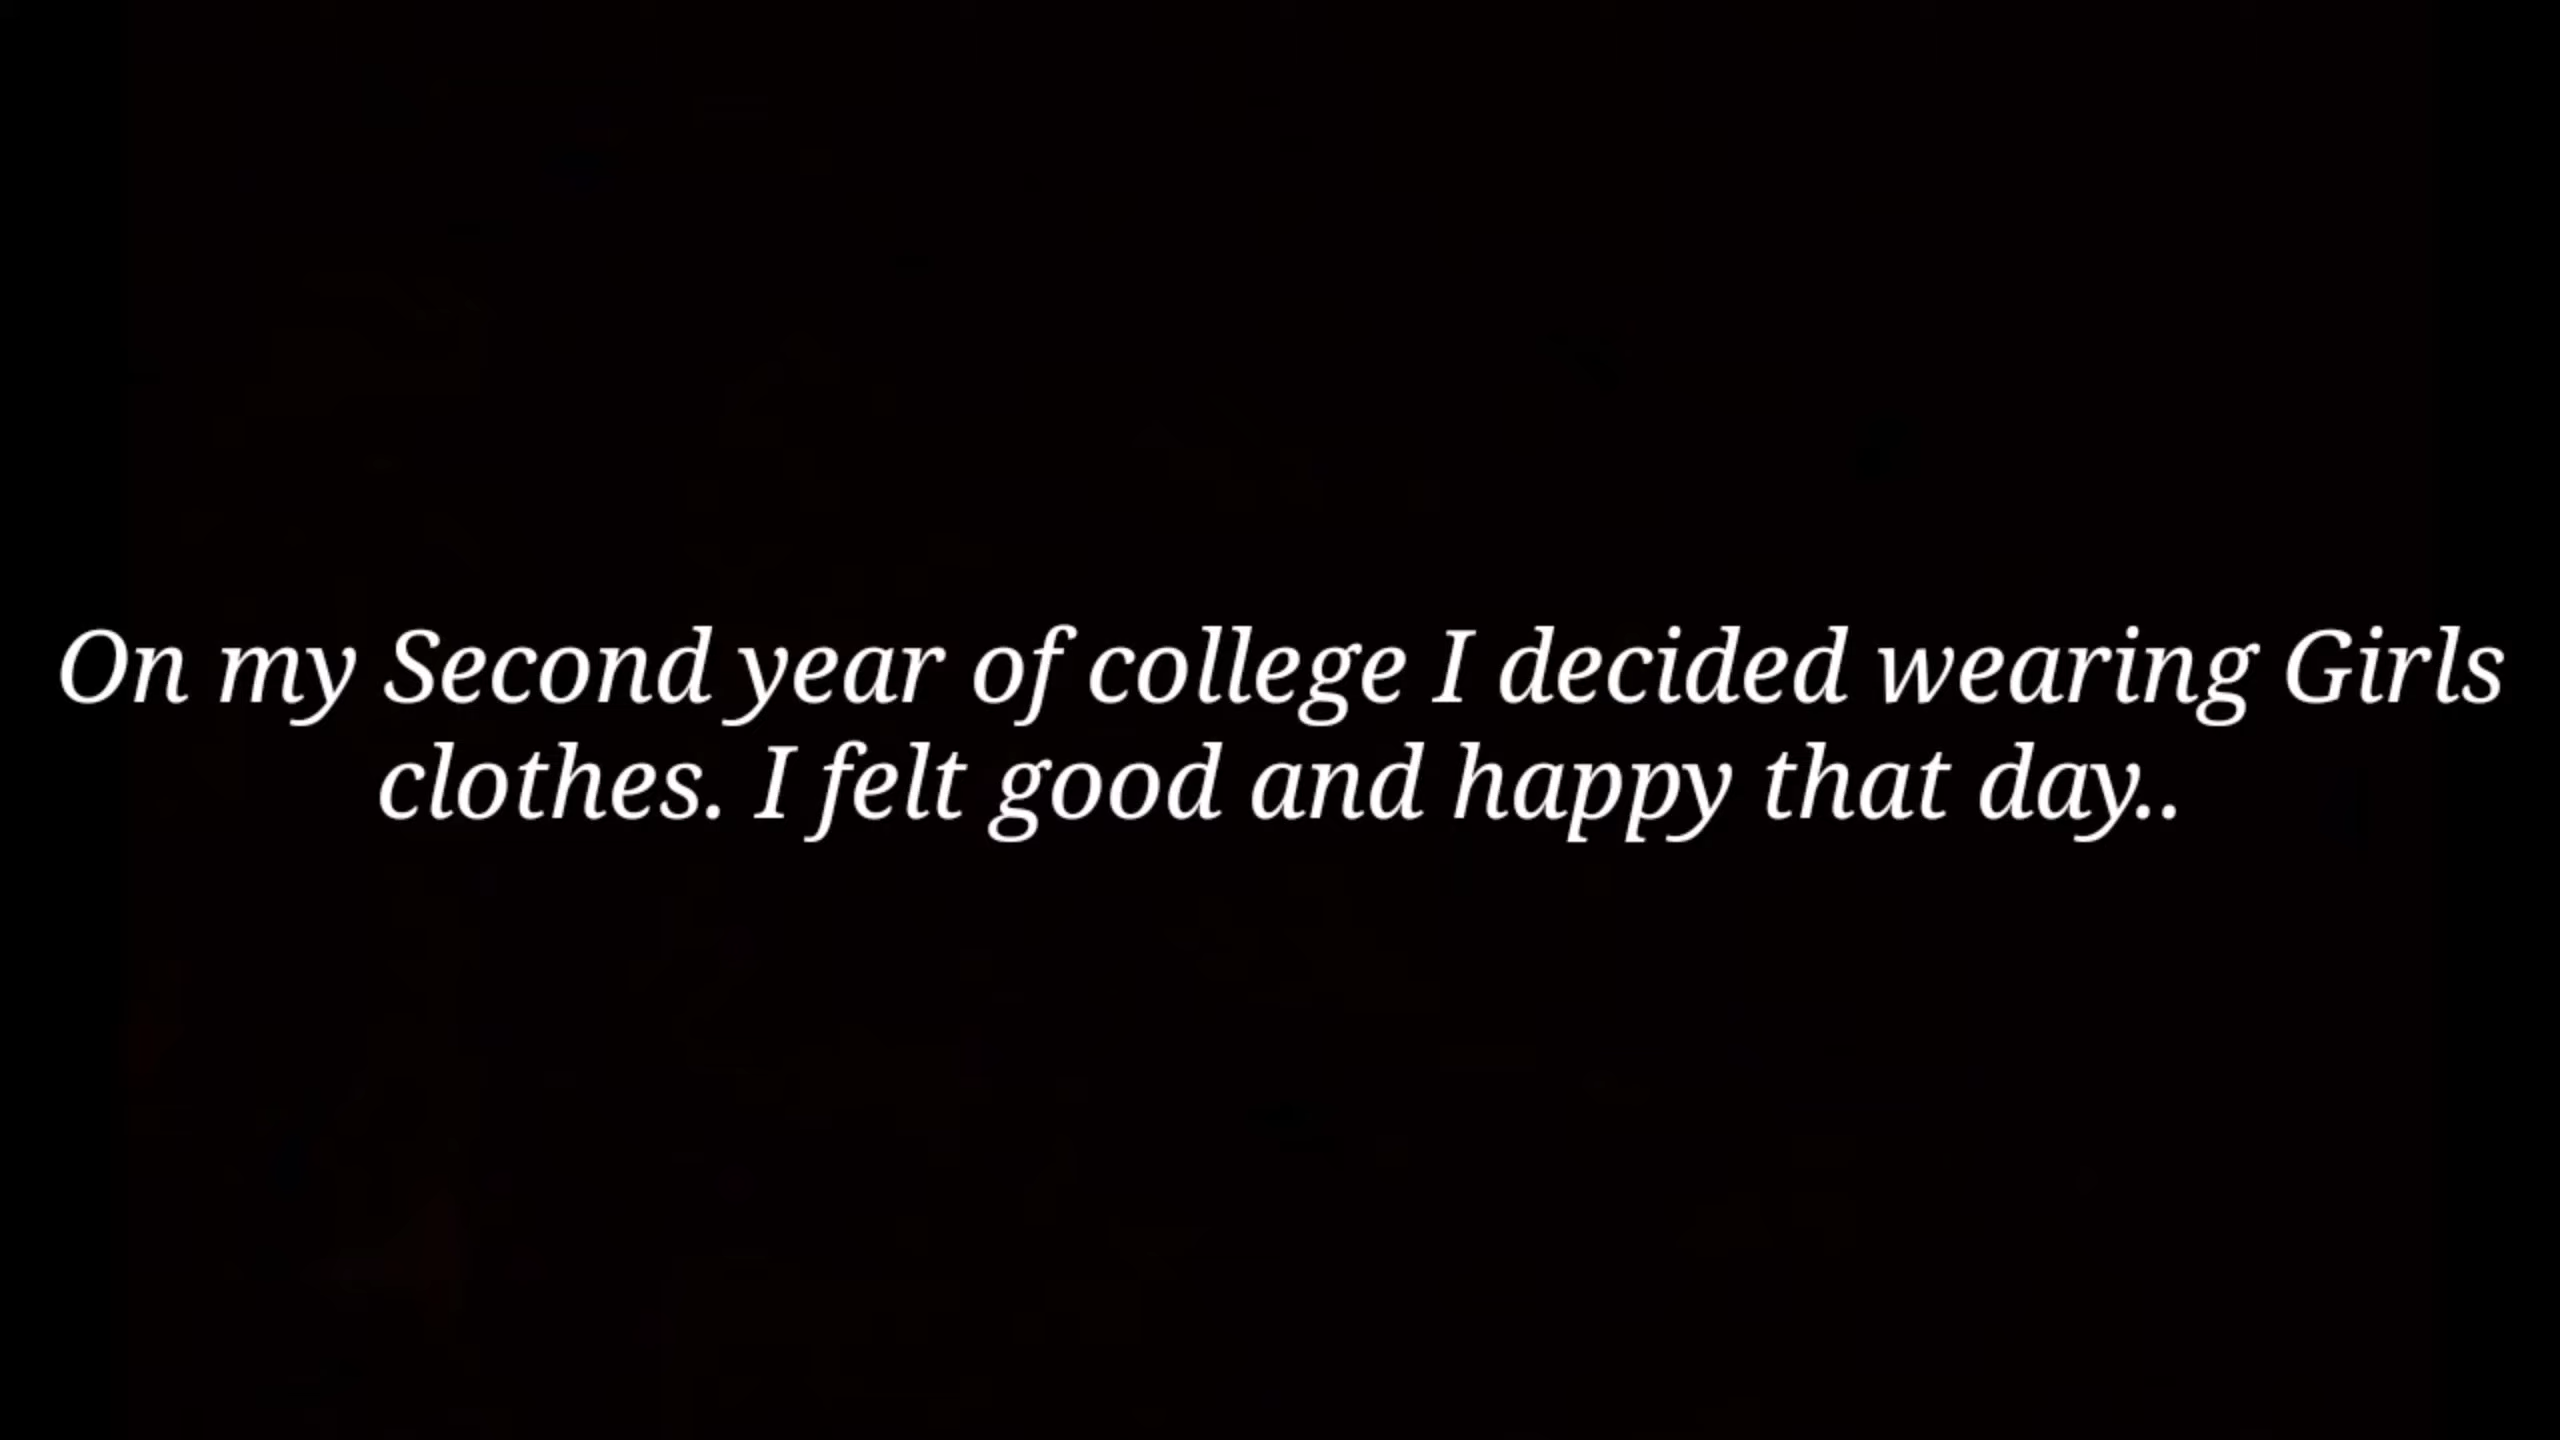 On my Second year of college I decided wearing Girls
clothes. I felt good and happy that day..